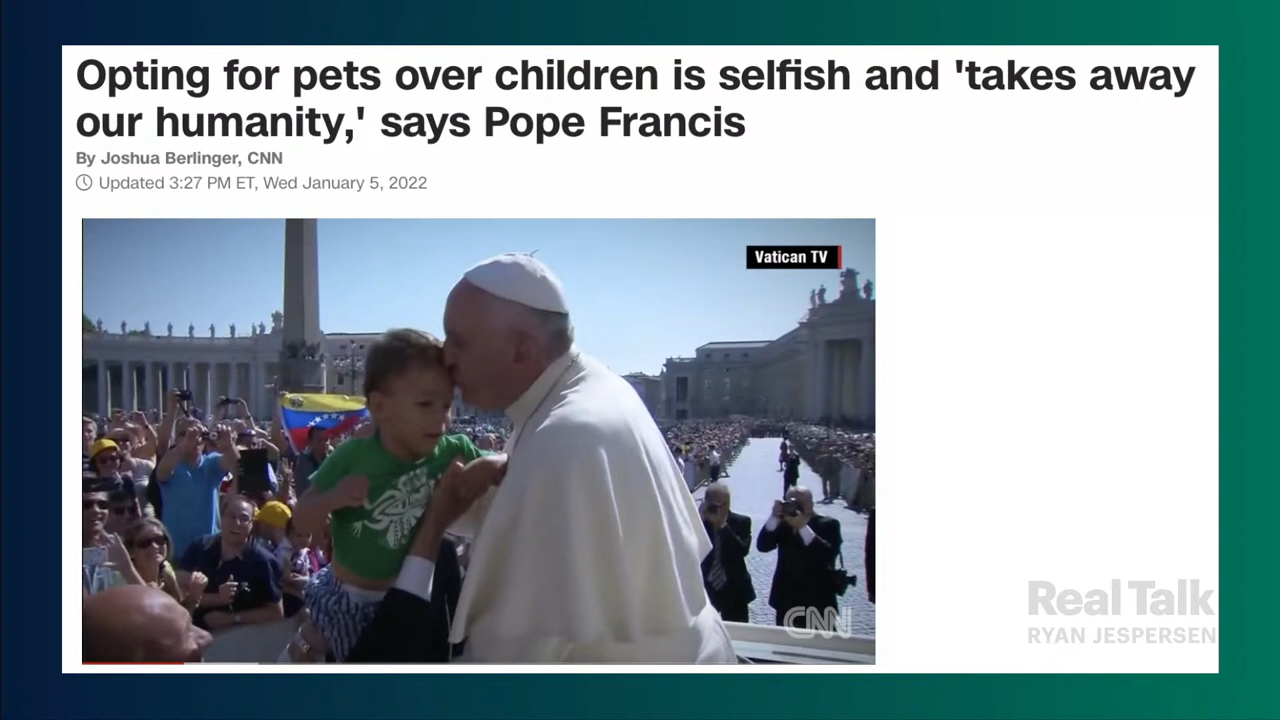 Opting for pets over children is selfish and 'takes away
our humanity,' says Pope Francis
By Joshua Berlinger, CNN
Updated 3:27 PM ET, Wed January 5, 2022
Vatican TV
CNN
Real Talk
RYAN JESPERSEN